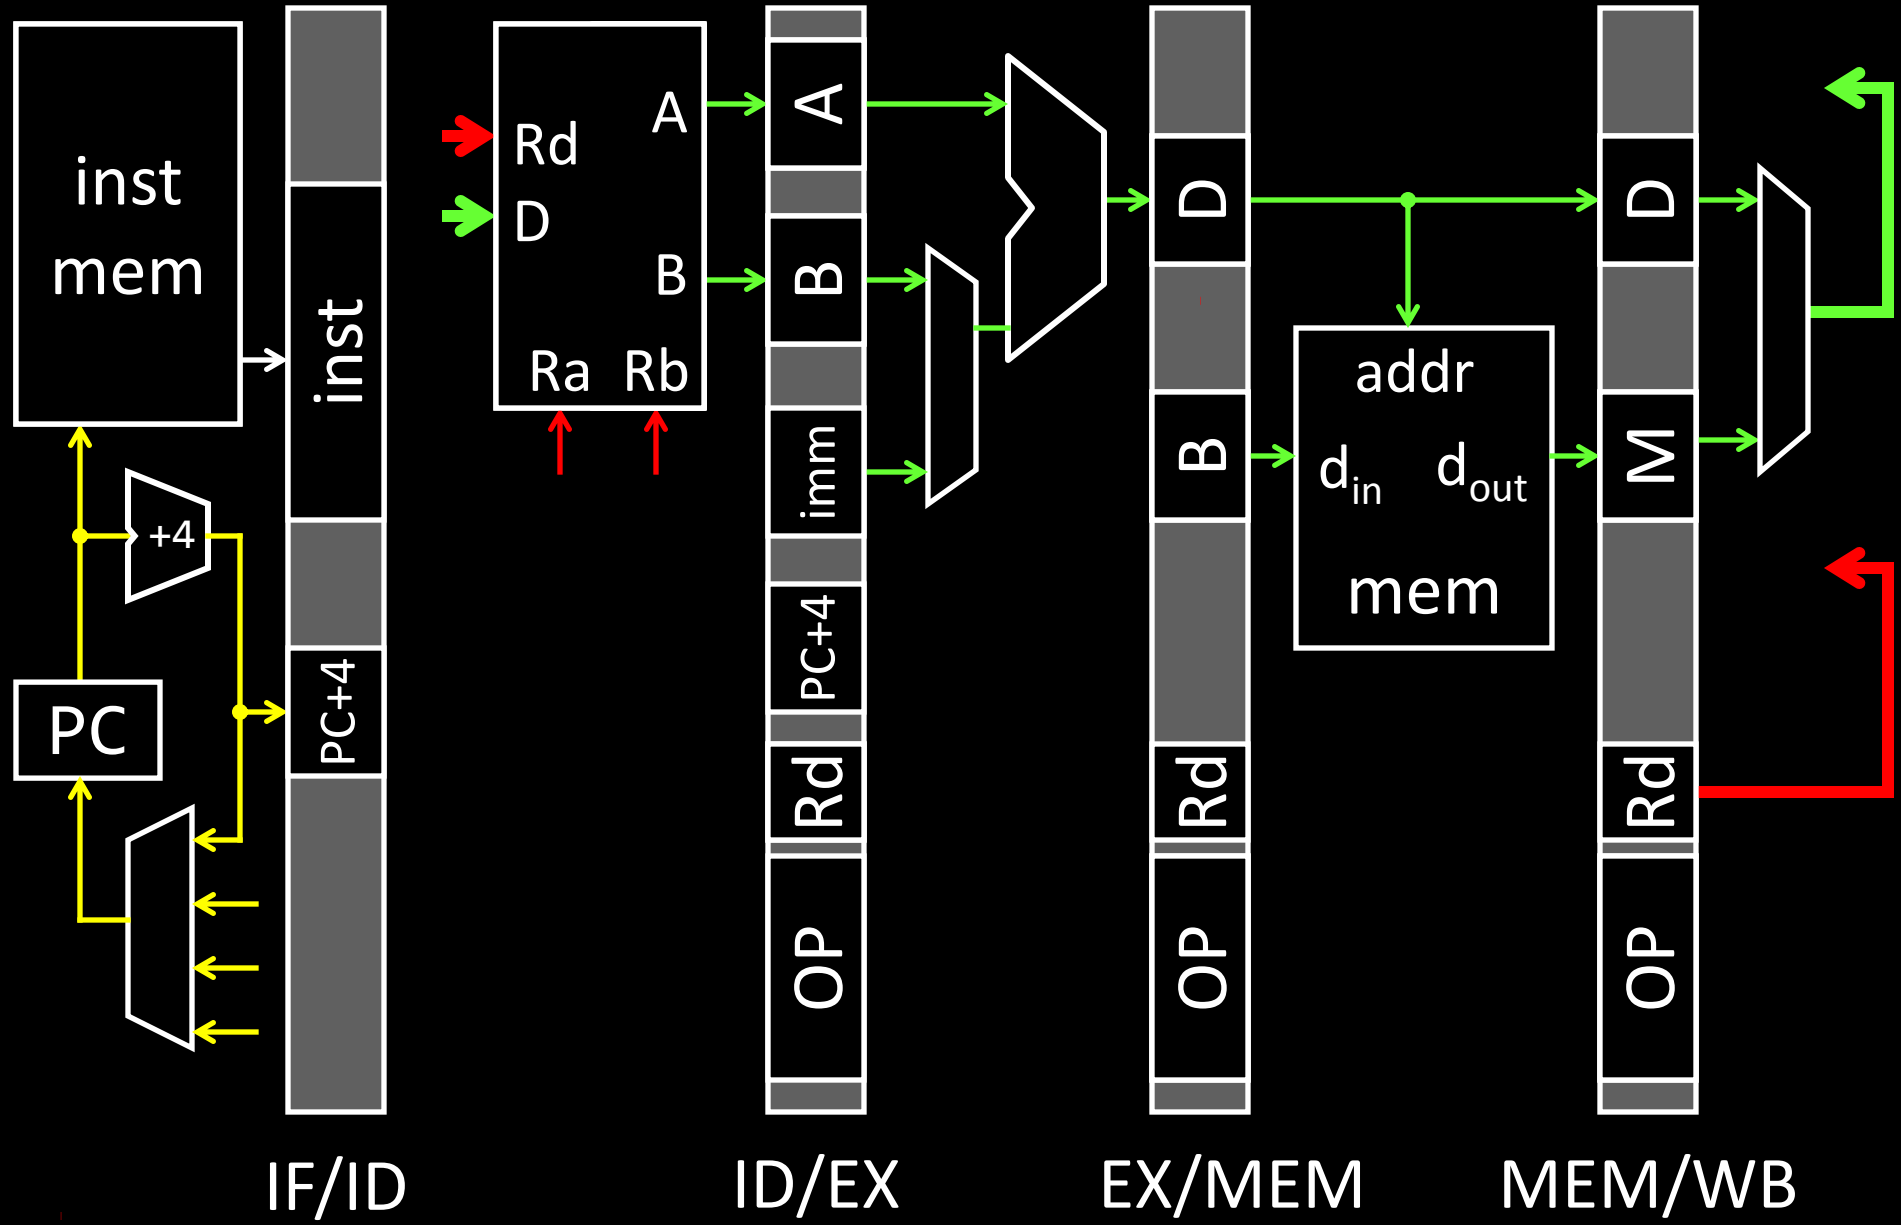 inst
mem
+4
PC
inst
PC+4
Rd
D
A
B
Ra Rb
A
B
imm
PC+4
Rd
OP
D
B
Rd
OP
addr
din dout
mem
D
M
Rd
OP
IF/ID ID/EX EX/MEM MEM/WB